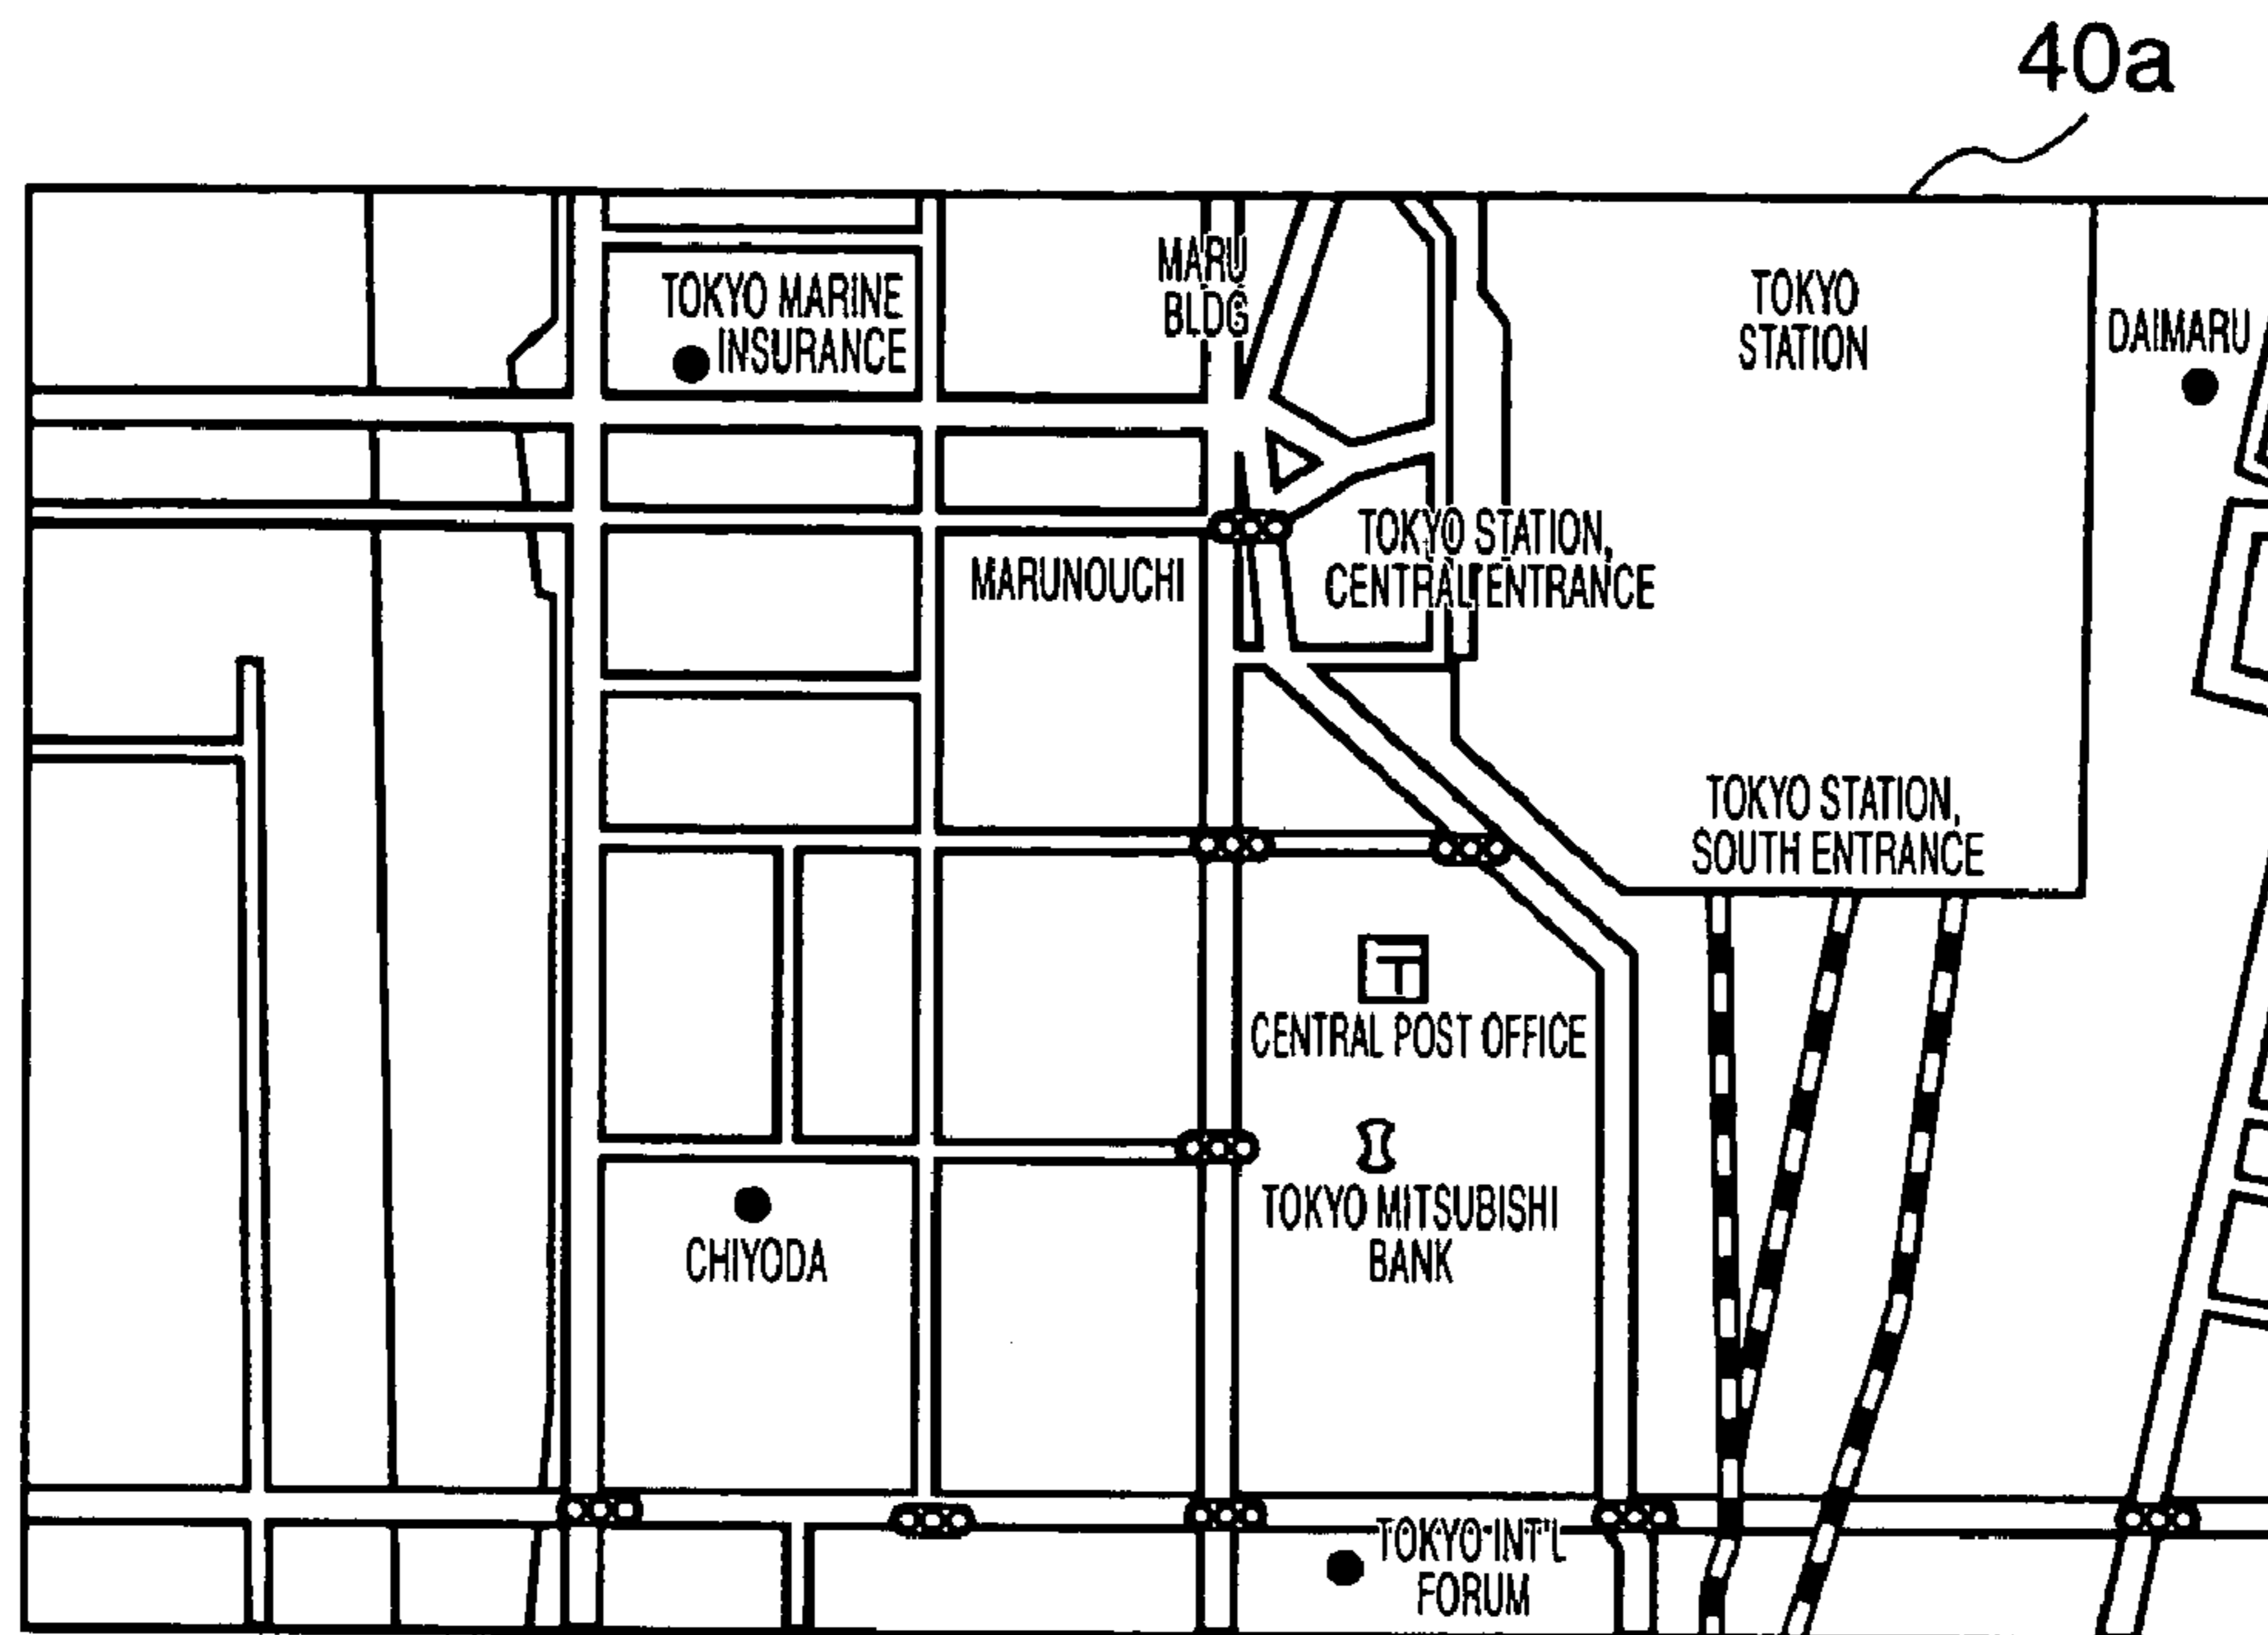 40a
TOKYO MARINE
INSURANCE
MARU
BLDG
TOKYO
STATION
DAIMARU
MARUNOUCHI
TOKYO STATION,
CENTRAL ENTRANCE
TOKYO STATION,
SOUTH ENTRANCE
CENTRAL POST OFFICE
TOKYO MITSUBISHI
BANK
CHIYODA
TOKYO INT'L
FORUM